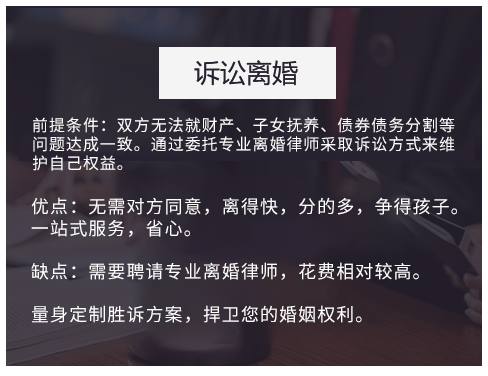 诉讼离婚
前提条件：双方无法就财产、子女抚养、债券债务分割等
问题达成一致。通过委托专业离婚律师采取诉讼方式来维
护自己权益。
优点：无需对方同意，离得快，分的多，争得孩子。
一站式服务，省心。
缺点：需要聘请专业离婚律师，花费相对较高。
量身定制胜诉方案，捍卫您的婚姻权利。